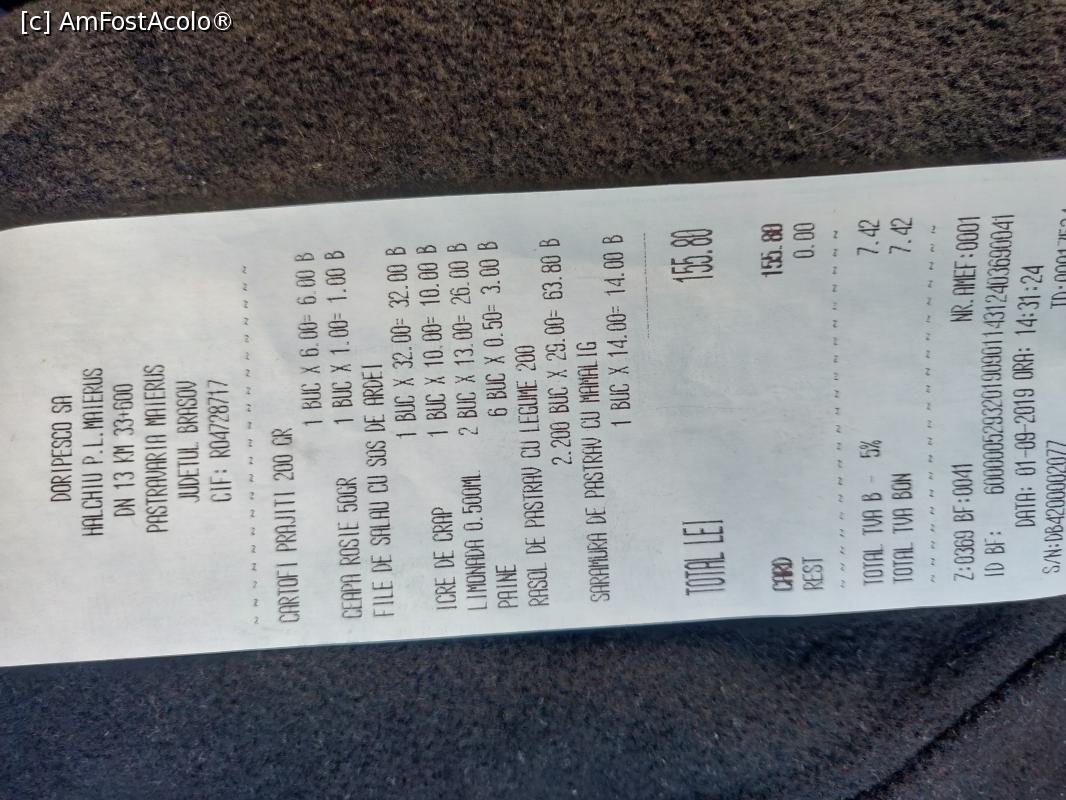 [c] AmFostAcolo®
DORIPESCO SA
HALCHIU P.L.MAIERUS
DN 13 KM 33+600
PASTRAVARIA MAIERUS
JUDETUL BRASOV
CIF: RO4728717
~ ~ ~ ~ ~ ~ ~ ~ ~ ~ ~ ~ ~ ~ ~ ~
CARTOFI PRAJITI 200 GR
1 BUC X 6.00= 6.00 B
CEAPA ROSIE 50GR
1 BUC X 1.00= 1.00 B
FILE DE SALAU CU SOS DE ARDEI
1 BUC X 32.00= 32.00 B
ICRE DE CRAP 1 BUC X 10.00= 10.00 B
LIMONADA 0.500ML 2 BUC X 13.00= 26.00 B
PAINE 6 BUC X 0.50= 3.00 B
RASOL DE PASTRAV CU LEGUME 200
2.200 BUC X 29.00= 63.80 B
SARAMURA DE PASTRAV CU MAMALIG
1 BUC X 14.00= 14.00 B
TOTAL LEI 155.80
CARD 155.80
REST 0.00
~ ~ ~ ~ ~ ~ ~ ~ ~ ~ ~ ~ ~ ~ ~ ~
TOTAL TVA B - 5% 7.42
TOTAL TVA BON 7.42
~ ~ ~ ~ ~ ~ ~ ~ ~ ~ ~ ~ ~ ~ ~ ~
Z:0369 BF:0041 NR.AMEF:0001
ID BF:
DATA: 01-09-2019 ORA: 14:31:24
S/N:DB4200002077